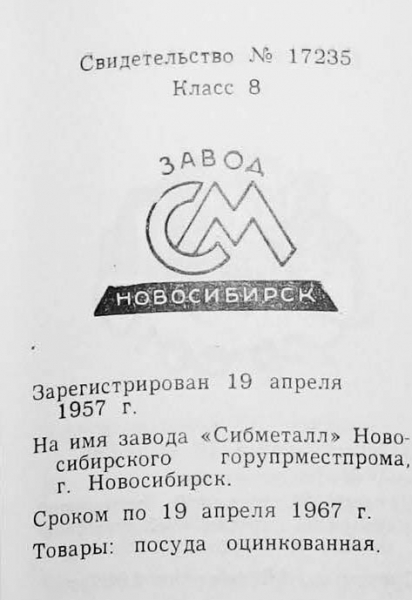 Свидетельство № 17235
Класс 8
ЗАВОД
СМ
НОВОСИБИРСК
Зарегистрирован 19 апреля
1957 г.
На имя завода «Сибметалл» Ново-
сибирского горупрместпрома,
г. Новосибирск.
Сроком по 19 апреля 1967 г.
Товары: посуда оцинкованная.